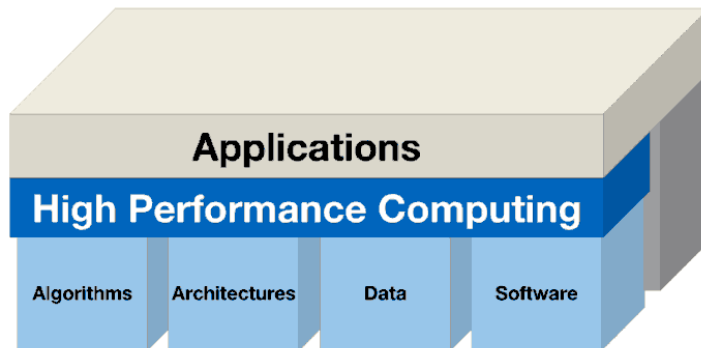 Applications
High Performance Computing
Algorithms Architectures Data Software